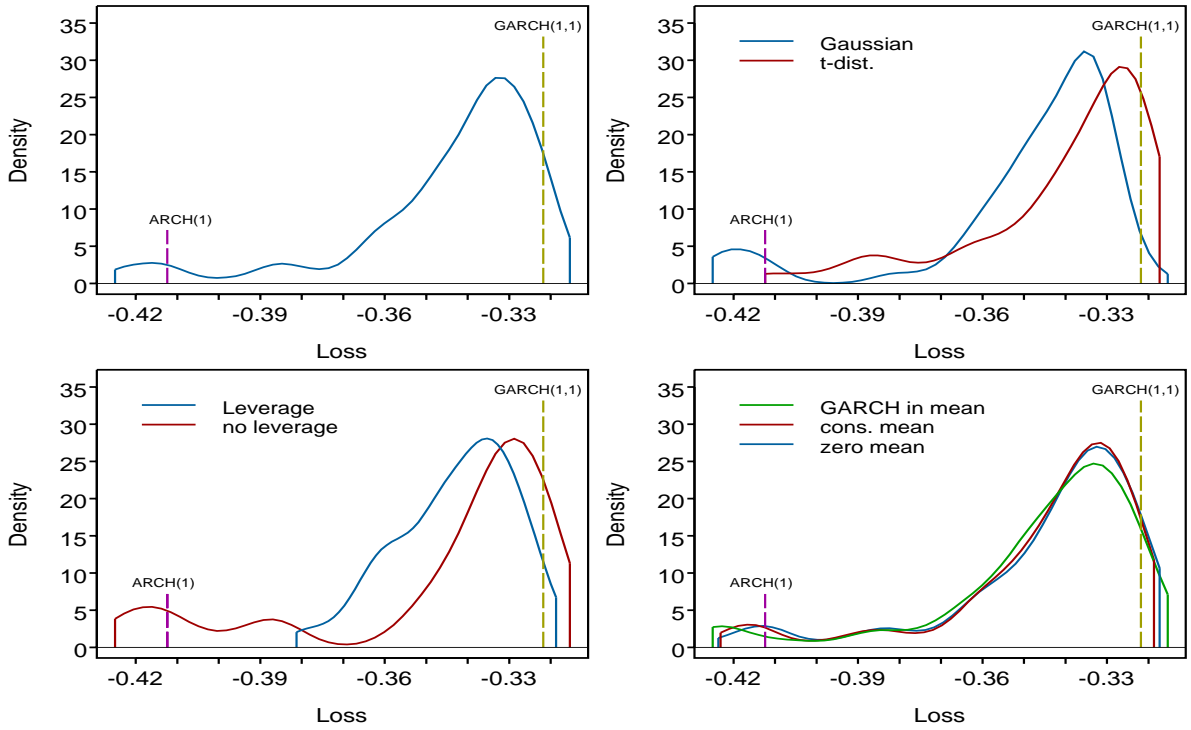 35
30
25
20
15
10
5
0
Density
GARCH(1,1)
ARCH(1)
-0.42
-0.39
-0.36
-0.33
Loss
35
30
25
20
15
10
5
0
Density
GARCH(1,1)
Gaussian
t-dist.
ARCH(1)
-0.42
-0.39
-0.36
-0.33
Loss
35
30
25
20
15
10
5
0
Density
GARCH(1,1)
Leverage
no leverage
ARCH(1)
-0.42
-0.39
-0.36
-0.33
Loss
35
30
25
20
15
10
5
0
Density
GARCH(1,1)
GARCH in mean
cons. mean
zero mean
ARCH(1)
-0.42
-0.39
-0.36
-0.33
Loss